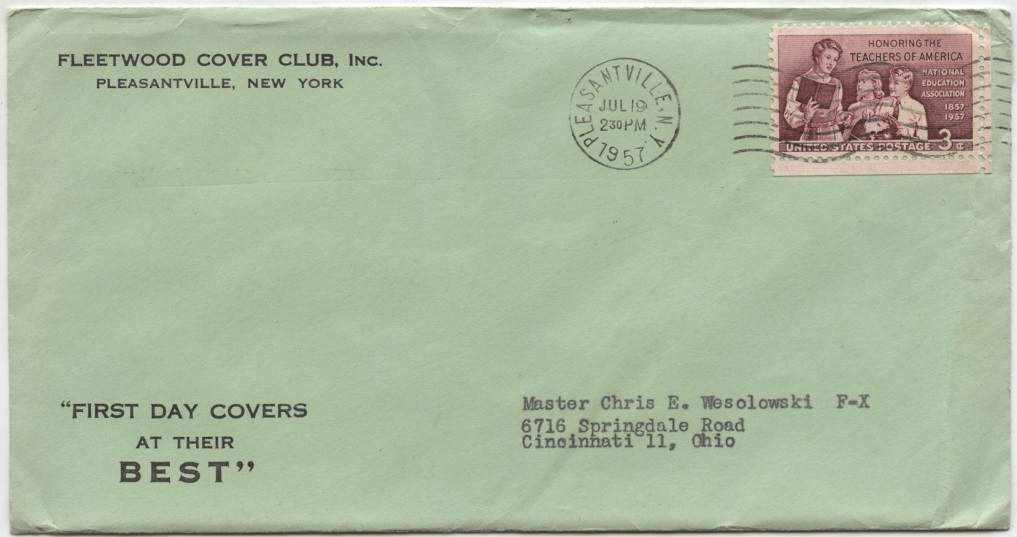 FLEETWOOD COVER CLUB, INC.
PLEASANTVILLE, NEW YORK
PLEASANTVILLE, N.Y.
JUL 19
2 30 PM
1957
HONORING THE
TEACHERS OF AMERICA
NATIONAL
EDUCATION
ASSOCIATION
1857
1957
UNITED STATES POSTAGE 3¢
"FIRST DAY COVERS
AT THEIR
BEST"
Master Chris E. Wesolowski F-X
6716 Springdale Road
Cincinnati 11, Ohio